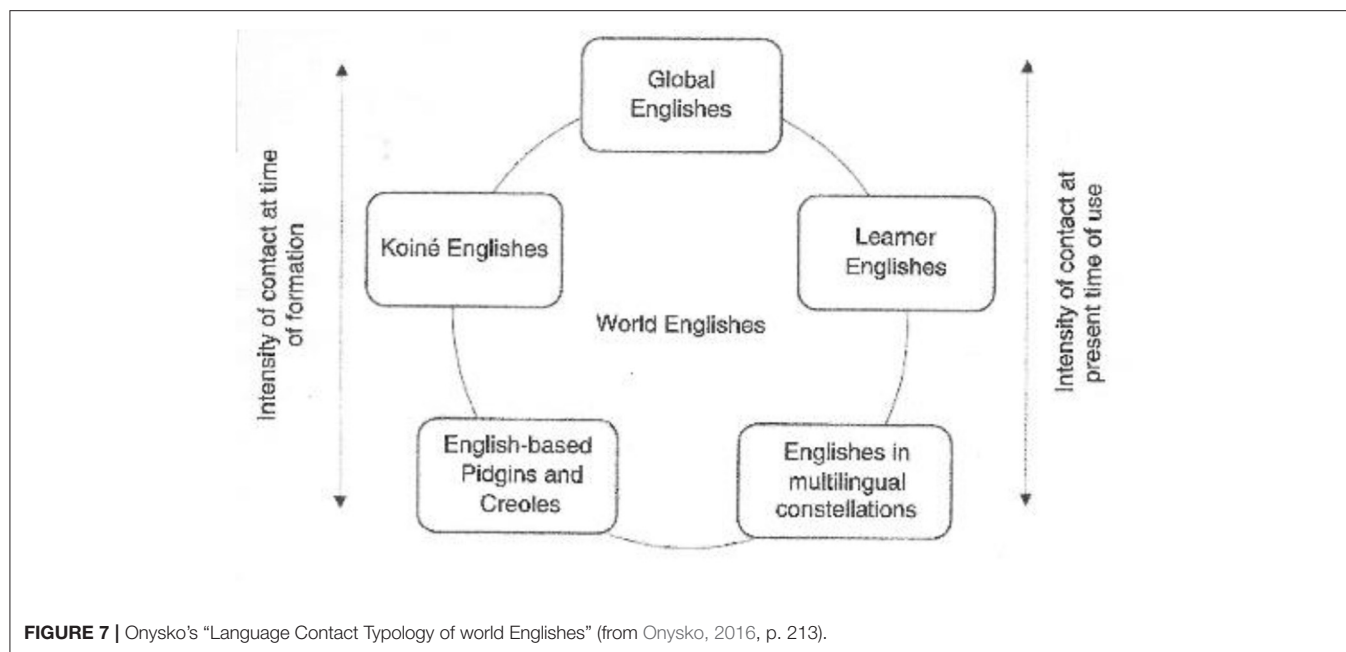 Global
Englishes
Intensity of contact at time
of formation
Koiné Englishes
Learner
Englishes
Intensity of contact at
present time of use
World Englishes
English-based
Pidgins and
Creoles
Englishes in
multilingual
constellations
FIGURE 7 | Onysko's “Language Contact Typology of world Englishes” (from Onysko, 2016, p. 213).